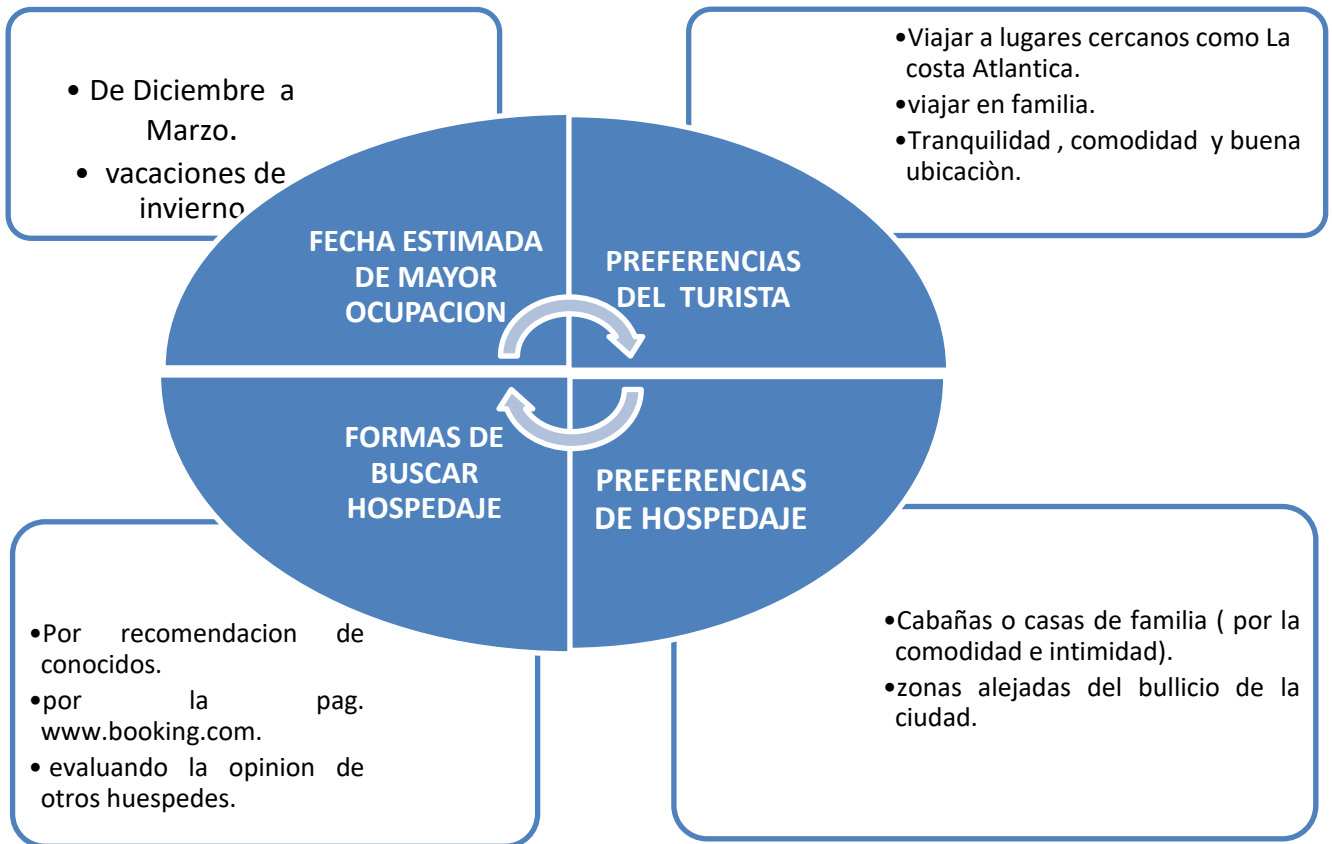 • De Diciembre a
Marzo.
• vacaciones de
invierno
•Viajar a lugares cercanos como La
costa Atlantica.
•viajar en familia.
•Tranquilidad , comodidad y buena
ubicaciòn.
FECHA ESTIMADA
DE MAYOR
OCUPACION
PREFERENCIAS
DEL TURISTA
FORMAS DE
BUSCAR
HOSPEDAJE
PREFERENCIAS
DE HOSPEDAJE
•Por recomendacion de
conocidos.
•por la pag.
www.booking.com.
• evaluando la opinion de
otros huespedes.
•Cabañas o casas de familia ( por la
comodidad e intimidad).
•zonas alejadas del bullicio de la
ciudad.